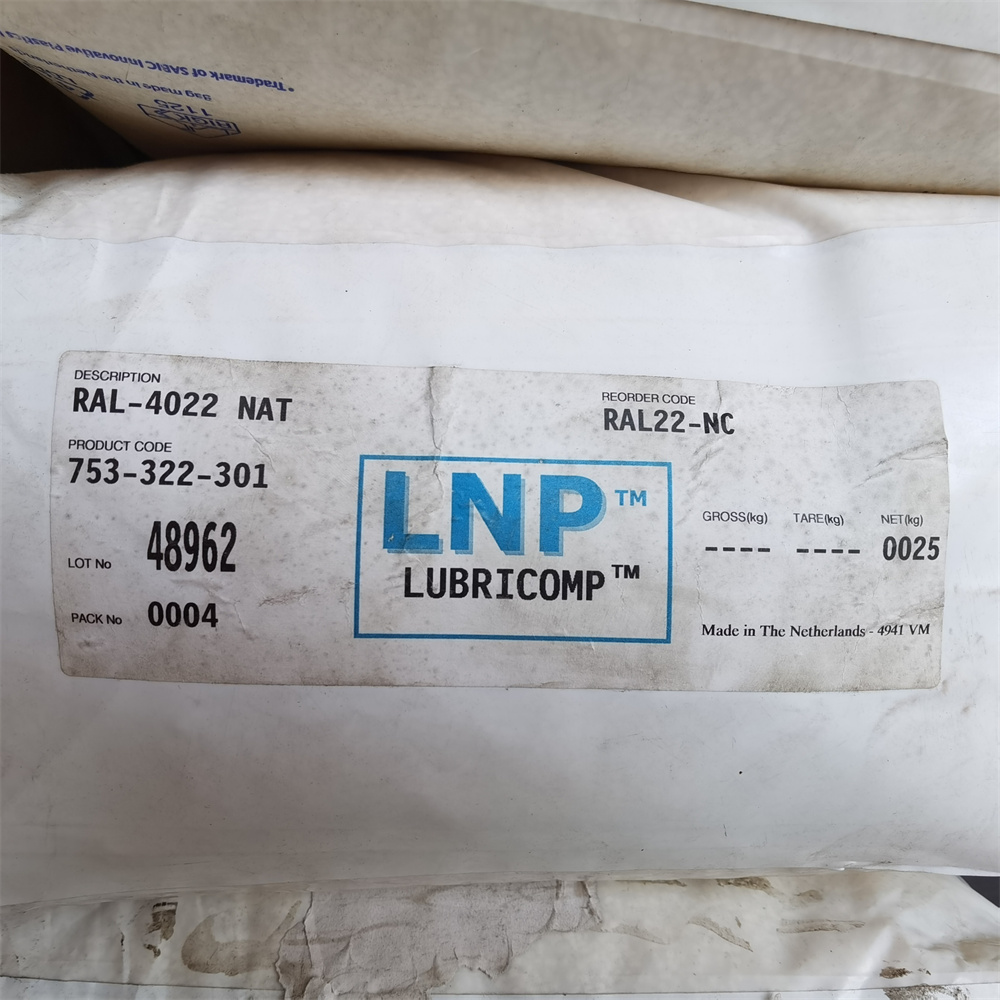 * Trademark of SABIC Innovative Plastics
Bag made in the
1125
DESCRIPTION
RAL-4022 NAT
REORDER CODE
RAL22-NC
PRODUCT CODE
753-322-301
LNP™
LUBRICOMP™
GROSS(kg) TARE(kg) NET(kg)
---- ---- 0025
LOT No 48962
PACK No 0004
Made in The Netherlands - 4941 VM